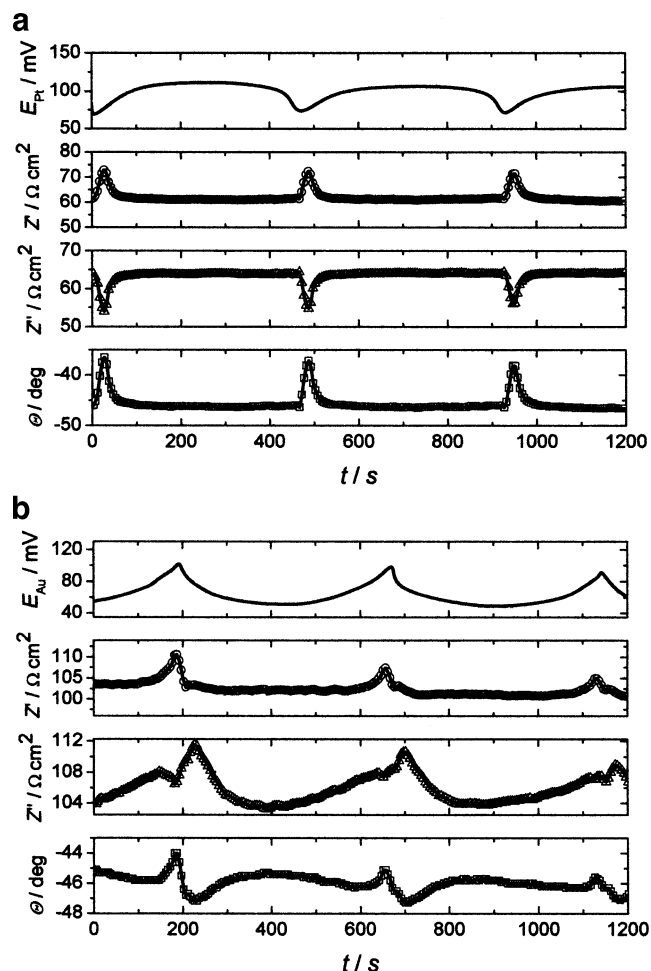 a
E_Pt / mV
150
100
50
Z' / Ω cm²
80
70
60
50
Z'' / Ω cm²
70
60
50
Θ / deg
-40
-50
0 200 400 600 800 1000 1200
t / s
b
E_Au / mV
120
80
40
Z' / Ω cm²
110
105
100
Z'' / Ω cm²
112
108
104
Θ / deg
-44
-46
-48
0 200 400 600 800 1000 1200
t / s